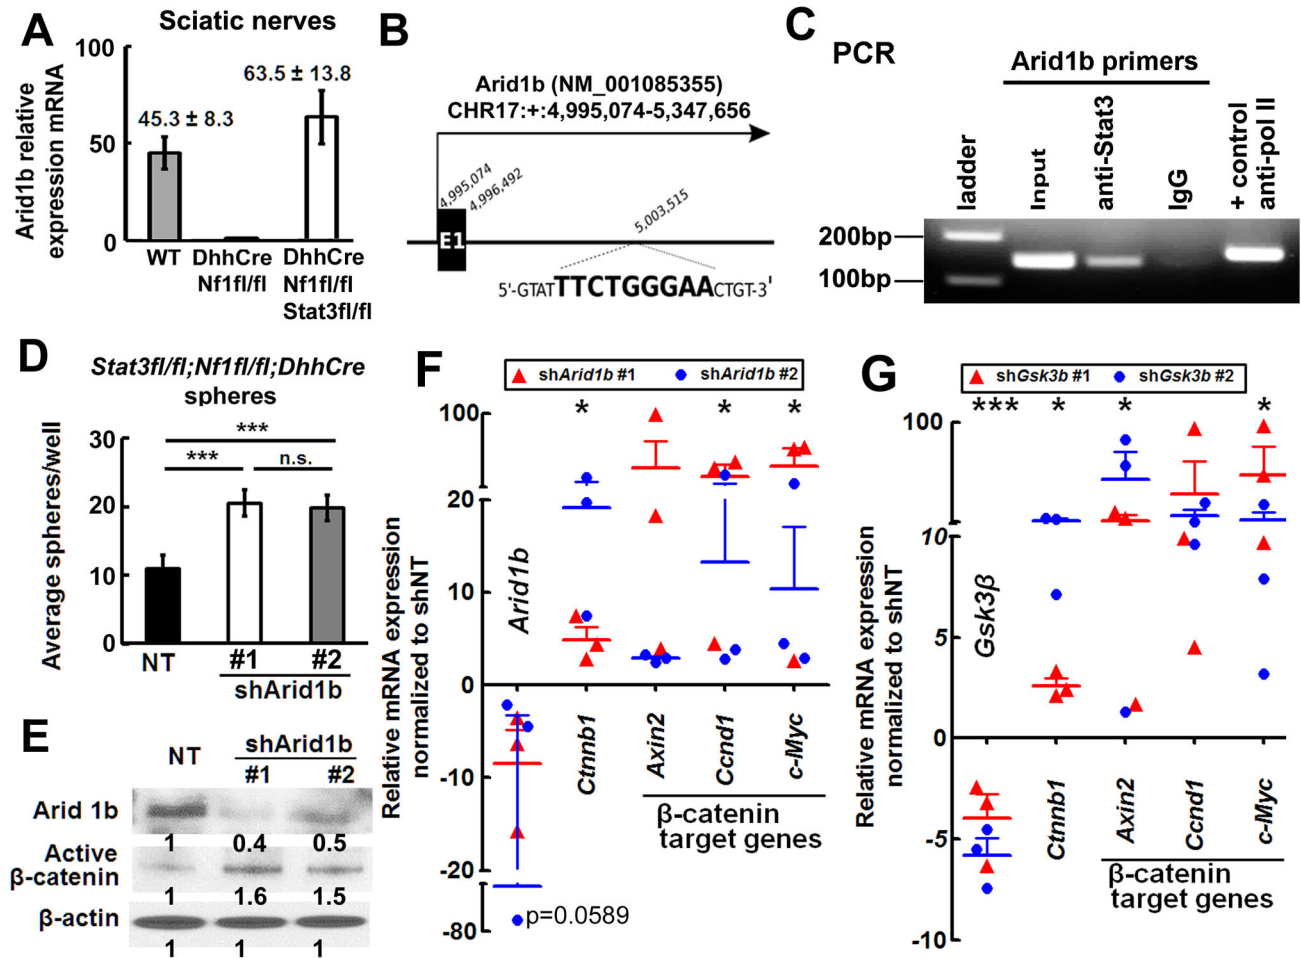 A
Sciatic nerves
Arid1b relative
expression mRNA
100
50
0
45.3 ± 8.3
63.5 ± 13.8
WT
DhhCre
Nf1fl/fl
DhhCre
Nf1fl/fl
Stat3fl/fl
B
Arid1b (NM_001085355)
CHR17:+:4,995,074-5,347,656
4,995,074
4,996,492
5,003,515
E1
5'-GTATTTCTGGGAACTGT-3'
C
PCR
Arid1b primers
ladder
Input
anti-Stat3
IgG
+ control
anti-pol II
200bp
100bp
D
Stat3fl/fl;Nf1fl/fl;DhhCre
spheres
Average spheres/well
30
20
10
0
***
***
n.s.
NT
#1
#2
shArid1b
E
NT
shArid1b
#1
#2
Arid 1b
1
0.4
0.5
Active
β-catenin
1
1.6
1.5
β-actin
1
1
1
F
shArid1b #1
shArid1b #2
Relative mRNA expression
normalized to shNT
100
20
10
0
-10
-20
-80
*
*
*
Arid1b
Ctnnb1
Axin2
Ccnd1
c-Myc
β-catenin
target genes
p=0.0589
G
shGsk3b #1
shGsk3b #2
Relative mRNA expression
normalized to shNT
100
10
5
0
-5
-10
***
*
*
*
Gsk3β
Ctnnb1
Axin2
Ccnd1
c-Myc
β-catenin
target genes